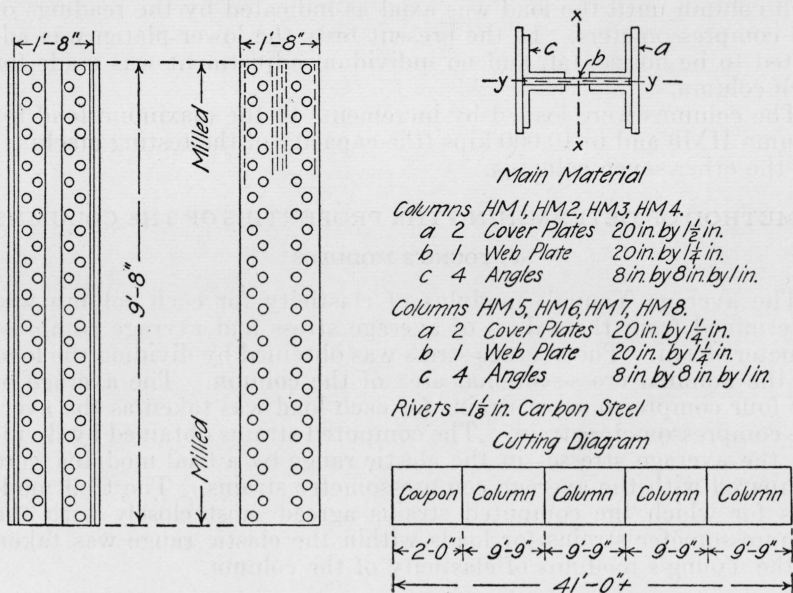 1'-8"
1'-8"
Milled
Milled
9'-8"
x
c
b
a
y
y
x
Main Material
Columns HM1, HM2, HM3, HM4.
a 2 Cover Plates 20 in. by 1½ in.
b 1 Web Plate 20 in. by 1¼ in.
c 4 Angles 8 in. by 8 in. by 1 in.
Columns HM5, HM6, HM7, HM8.
a 2 Cover Plates 20 in. by 1¼ in.
b 1 Web Plate 20 in. by 1½ in.
c 4 Angles 8 in. by 8 in. by 1 in.
Rivets - 1⅛ in. Carbon Steel
Cutting Diagram
Coupon Column Column Column Column
2'-0" 9'-9" 9'-9" 9'-9" 9'-9"
41'-0"+